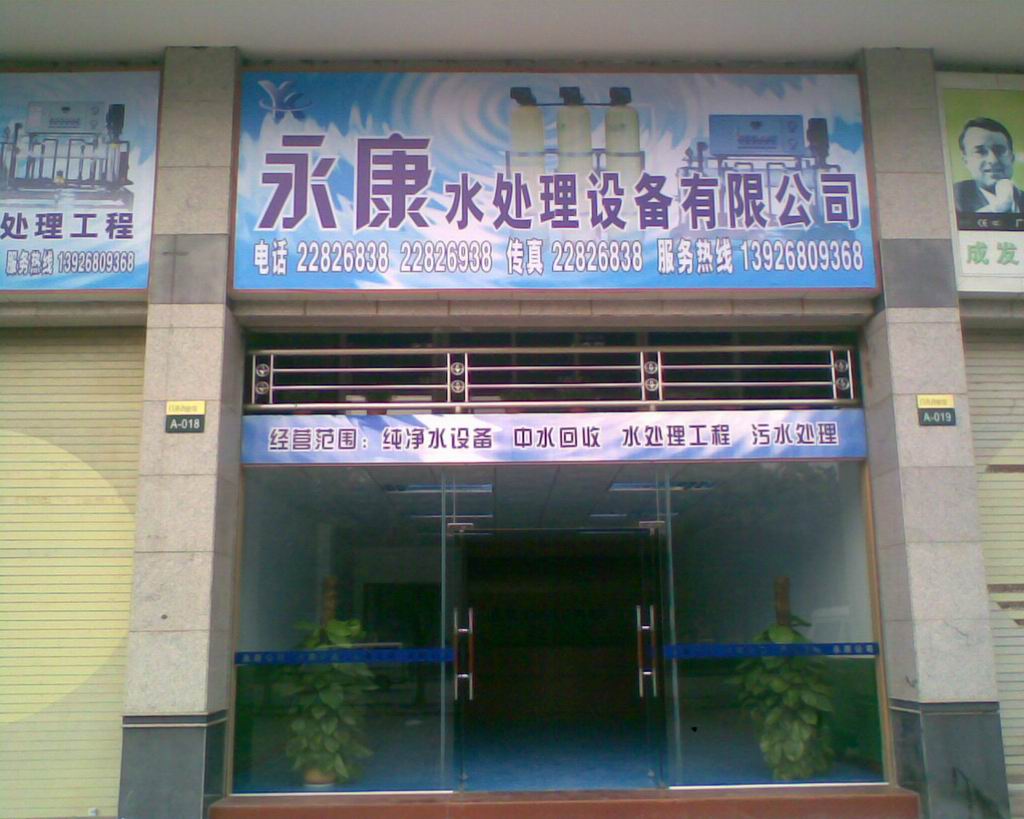 永康水处理设备有限公司
电话 22826838 22826938 传真 22826838 服务热线 13926809368
处理工程
服务热线 13926809368
成发
A-018
A-019
经营范围：纯净水设备 中水回收 水处理工程 污水处理